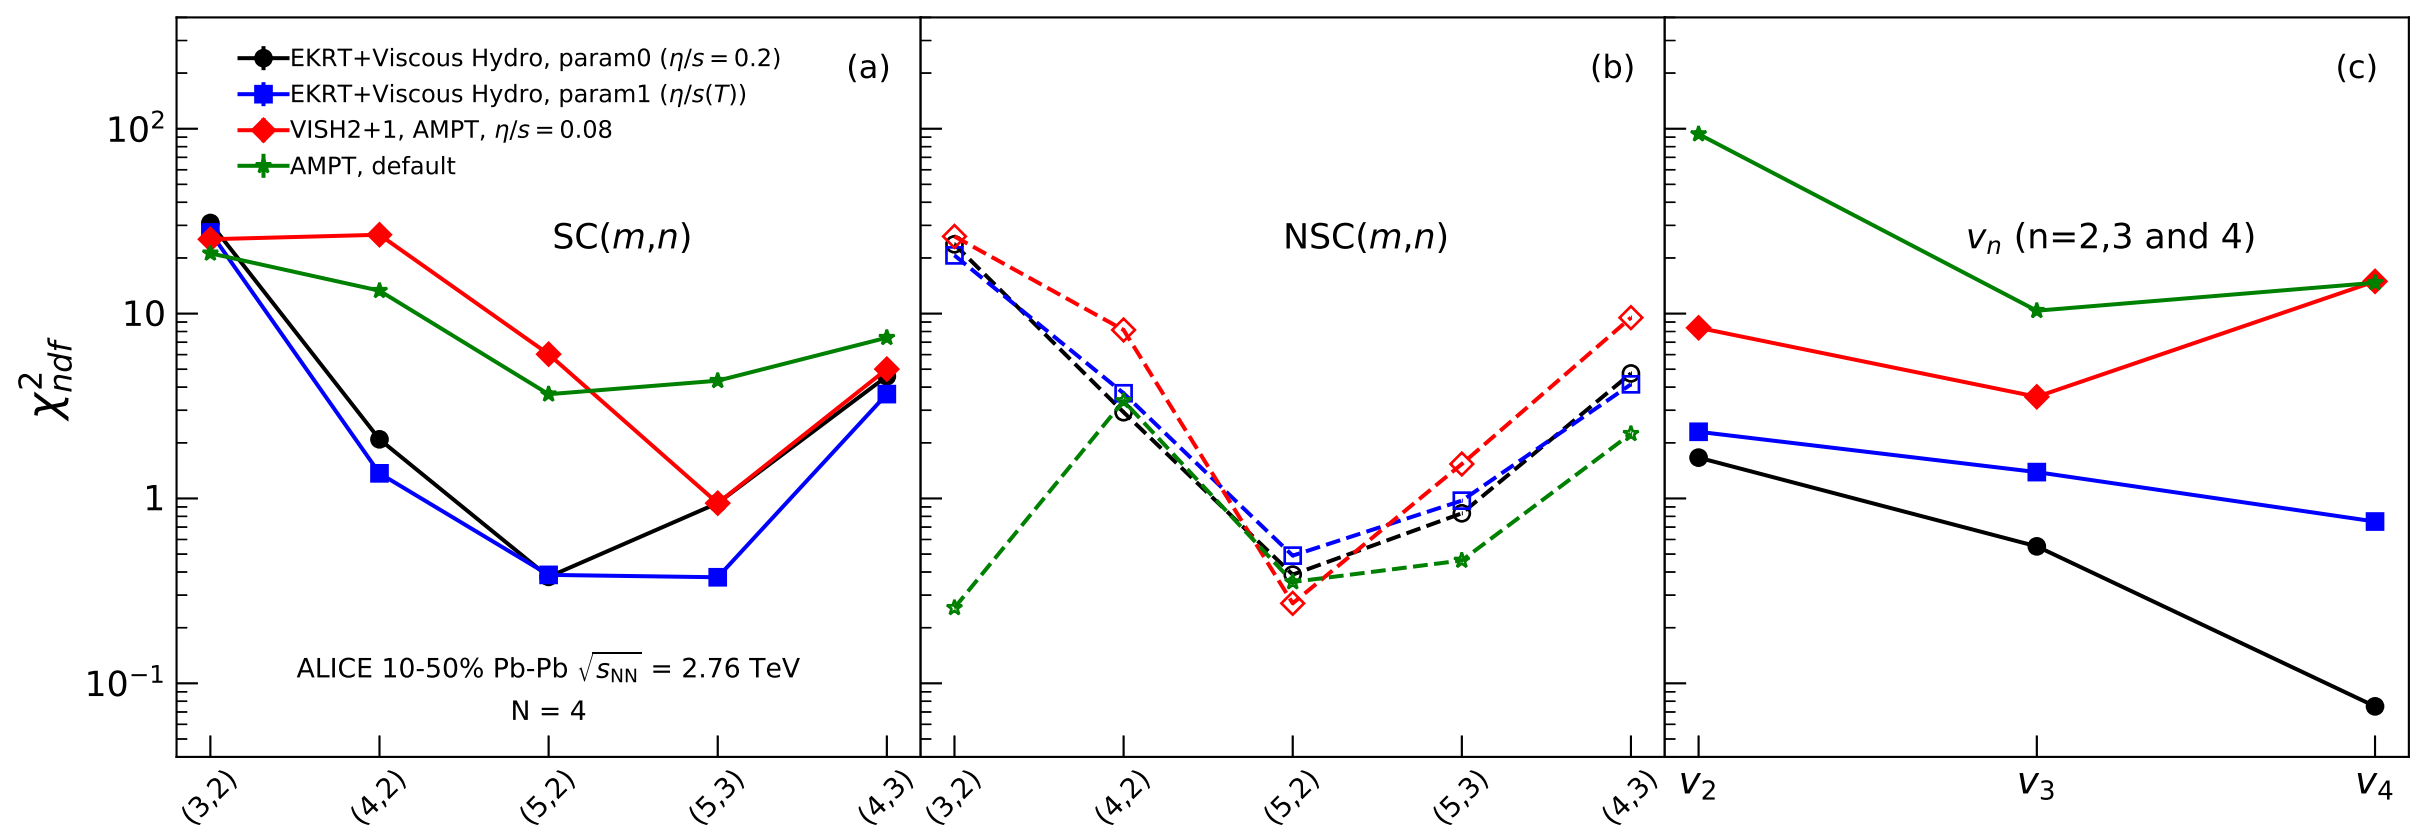 EKRT+Viscous Hydro, param0 (η/s = 0.2)
EKRT+Viscous Hydro, param1 (η/s(T))
VISH2+1, AMPT, η/s = 0.08
AMPT, default
(a)
(b)
(c)
SC(m,n)
NSC(m,n)
vₙ (n=2,3 and 4)
10²
10
1
10⁻¹
χ²ndf
ALICE 10-50% Pb-Pb √sNN = 2.76 TeV
N = 4
(3,2) (4,2) (5,2) (5,3) (4,3)
(3,2) (4,2) (5,2) (5,3) (4,3)
v₂ v₃ v₄